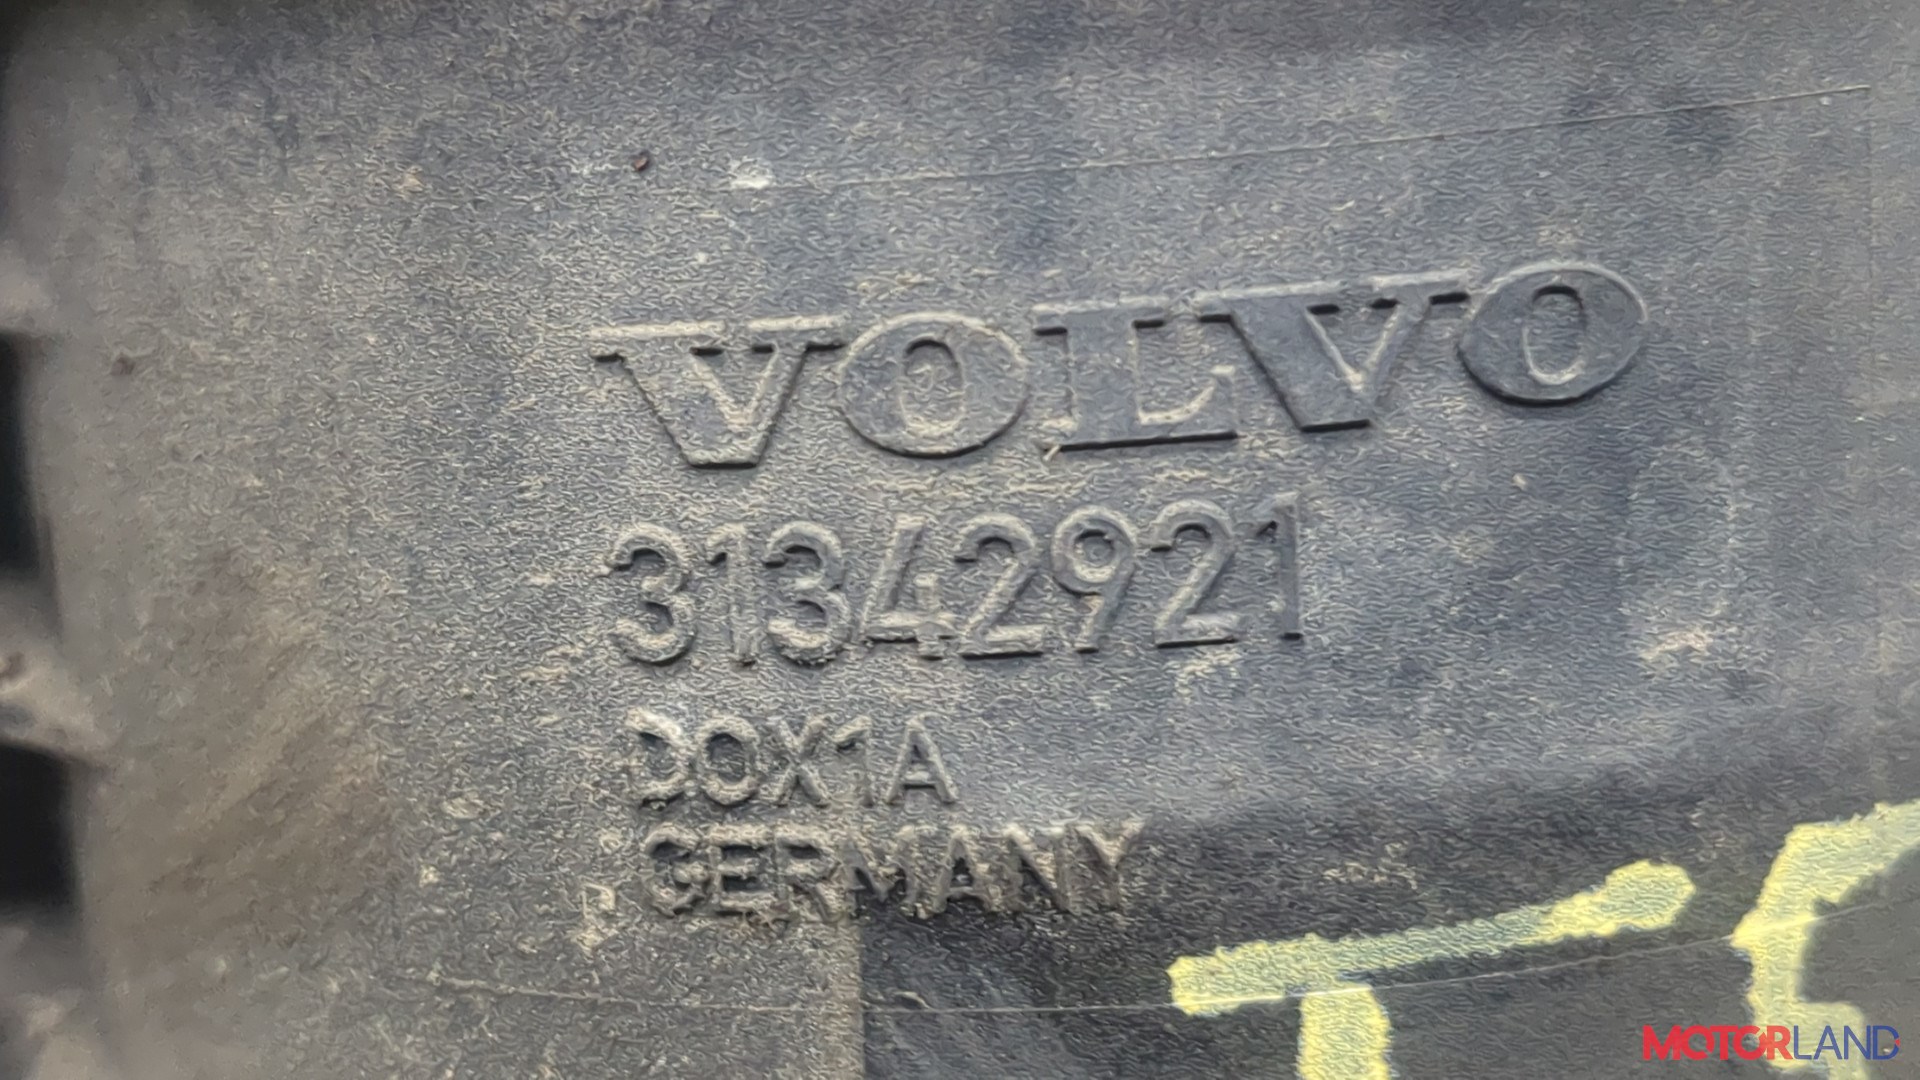 VOLVO
31342921
DOX1A
GERMANY
MOTORLAND